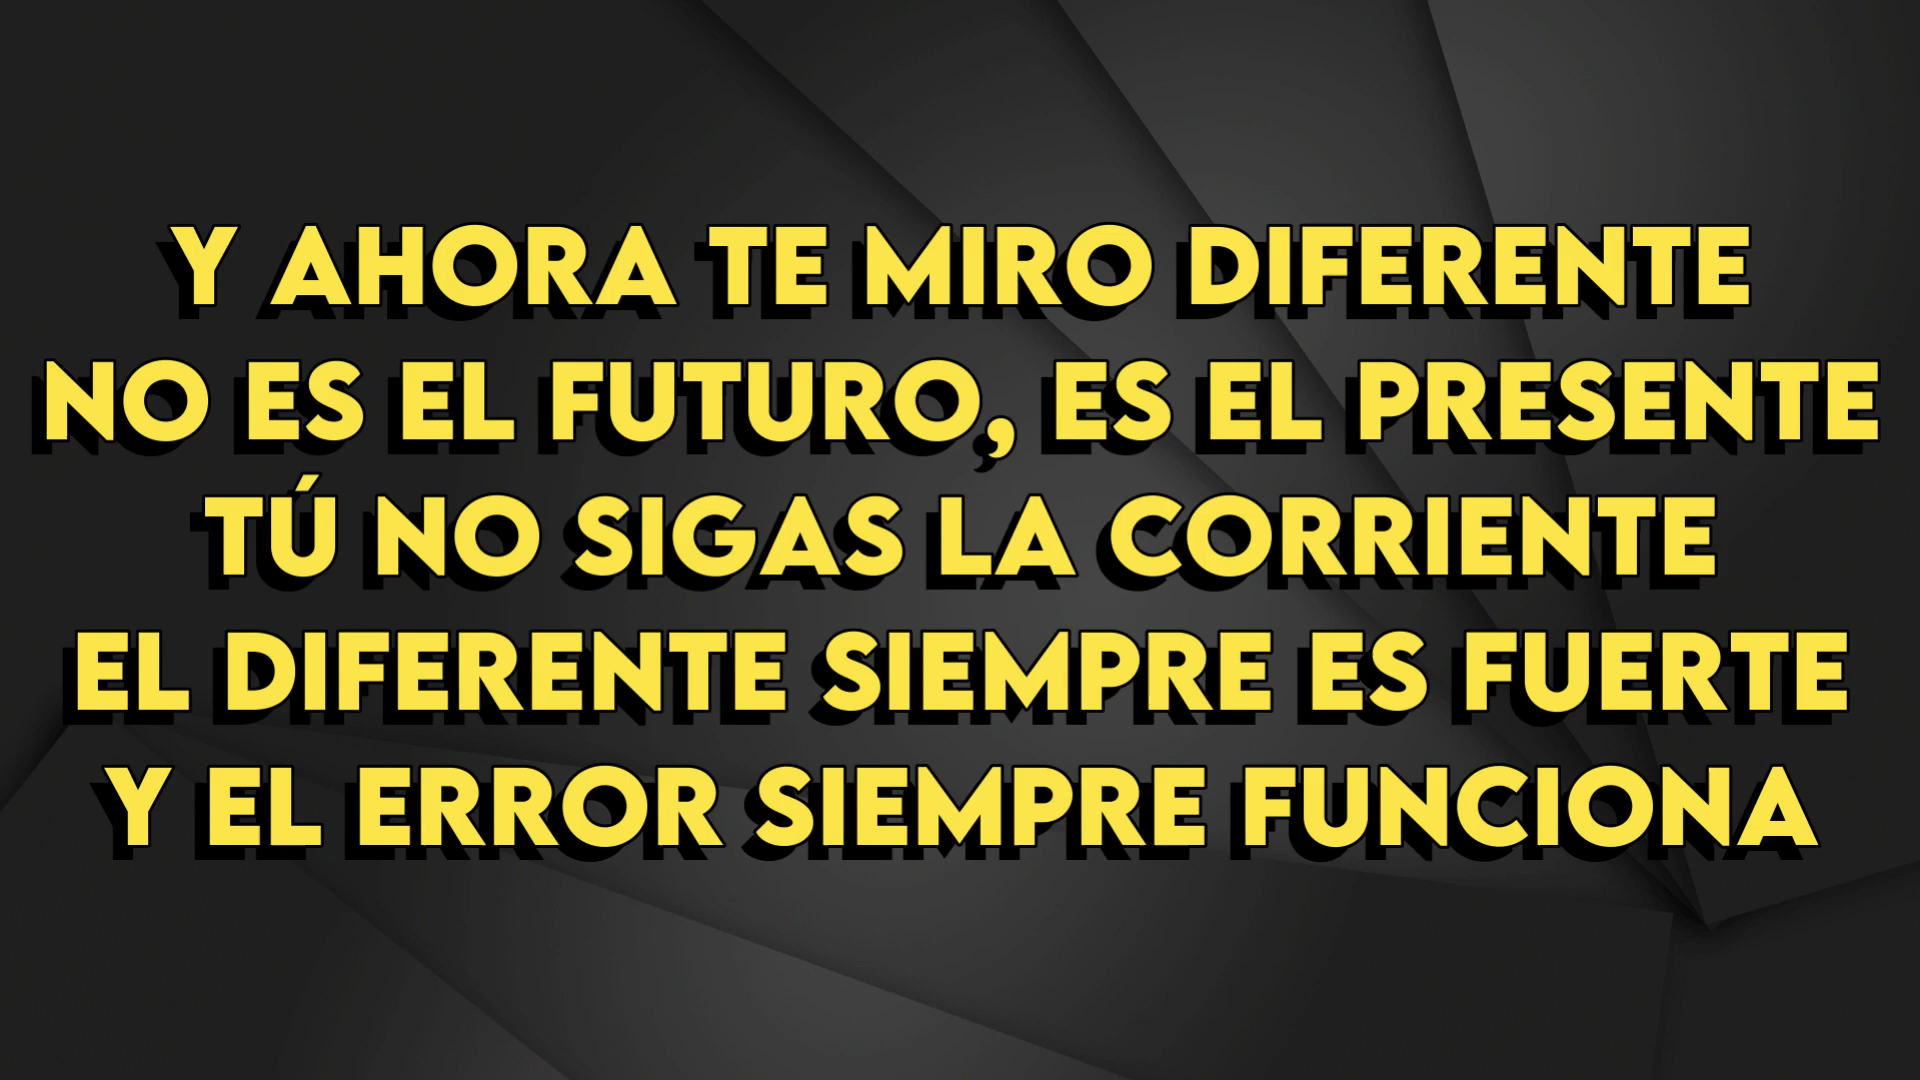 Y AHORA TE MIRO DIFERENTE
NO ES EL FUTURO, ES EL PRESENTE
TÚ NO SIGAS LA CORRIENTE
EL DIFERENTE SIEMPRE ES FUERTE
Y EL ERROR SIEMPRE FUNCIONA